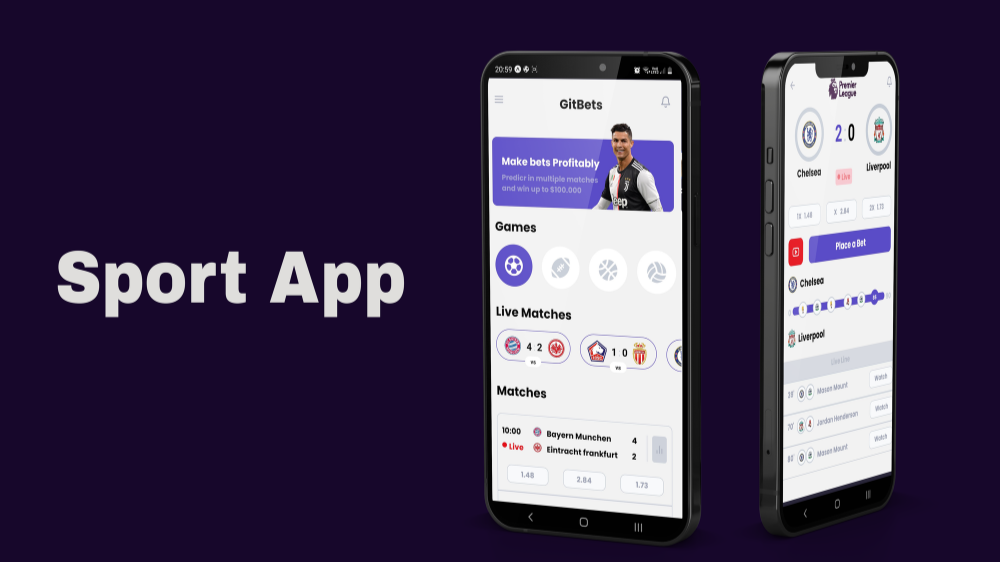 Sport App
20:59
GitBets
Make bets Profitably
Predicr in multiple matches
and win up to $100.000
Games
Live Matches
4 2
vs
1 0
vs
Matches
10:00
Bayern Munchen
4
Live
Eintracht frankfurt
2
1.48
2.84
1.73
Premier
League
2 0
Chelsea
Liverpool
Live
1X 1.48
X 2.84
2X 1.73
Place a Bet
Chelsea
Liverpool
Mason Mount
Watch
70'
Jordan Henderson
Watch
80'
Mason Mount
Watch